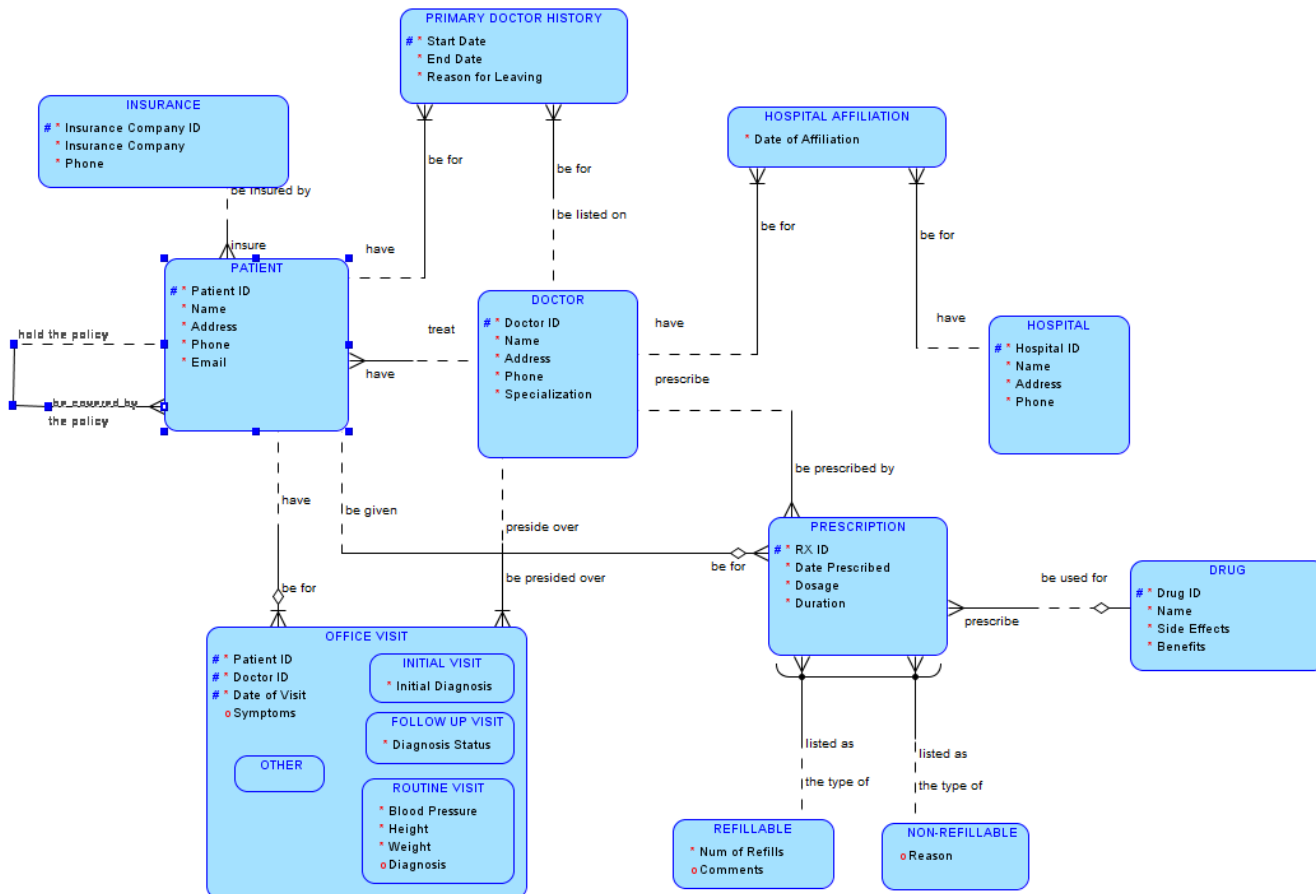 PRIMARY DOCTOR HISTORY
# * Start Date
* End Date
* Reason for Leaving
INSURANCE
# * Insurance Company ID
* Insurance Company
* Phone
HOSPITAL AFFILIATION
* Date of Affiliation
be for
be for
be insured by
be listed on
be for
be for
insure
have
PATIENT
# * Patient ID
* Name
* Address
* Phone
* Email
DOCTOR
# * Doctor ID
* Name
* Address
* Phone
* Specialization
treat
have
have
prescribe
have
HOSPITAL
# * Hospital ID
* Name
* Address
* Phone
hold the policy
be covered by
the policy
have
be given
preside over
be prescribed by
be for
be presided over
be for
PRESCRIPTION
# * RX ID
* Date Prescribed
* Dosage
* Duration
be used for
prescribe
DRUG
# * Drug ID
* Name
* Side Effects
* Benefits
OFFICE VISIT
# * Patient ID
# * Doctor ID
# * Date of Visit
o Symptoms
INITIAL VISIT
* Initial Diagnosis
FOLLOW UP VISIT
* Diagnosis Status
OTHER
ROUTINE VISIT
* Blood Pressure
* Height
* Weight
o Diagnosis
listed as
the type of
listed as
the type of
REFILLABLE
* Num of Refills
o Comments
NON-REFILLABLE
o Reason